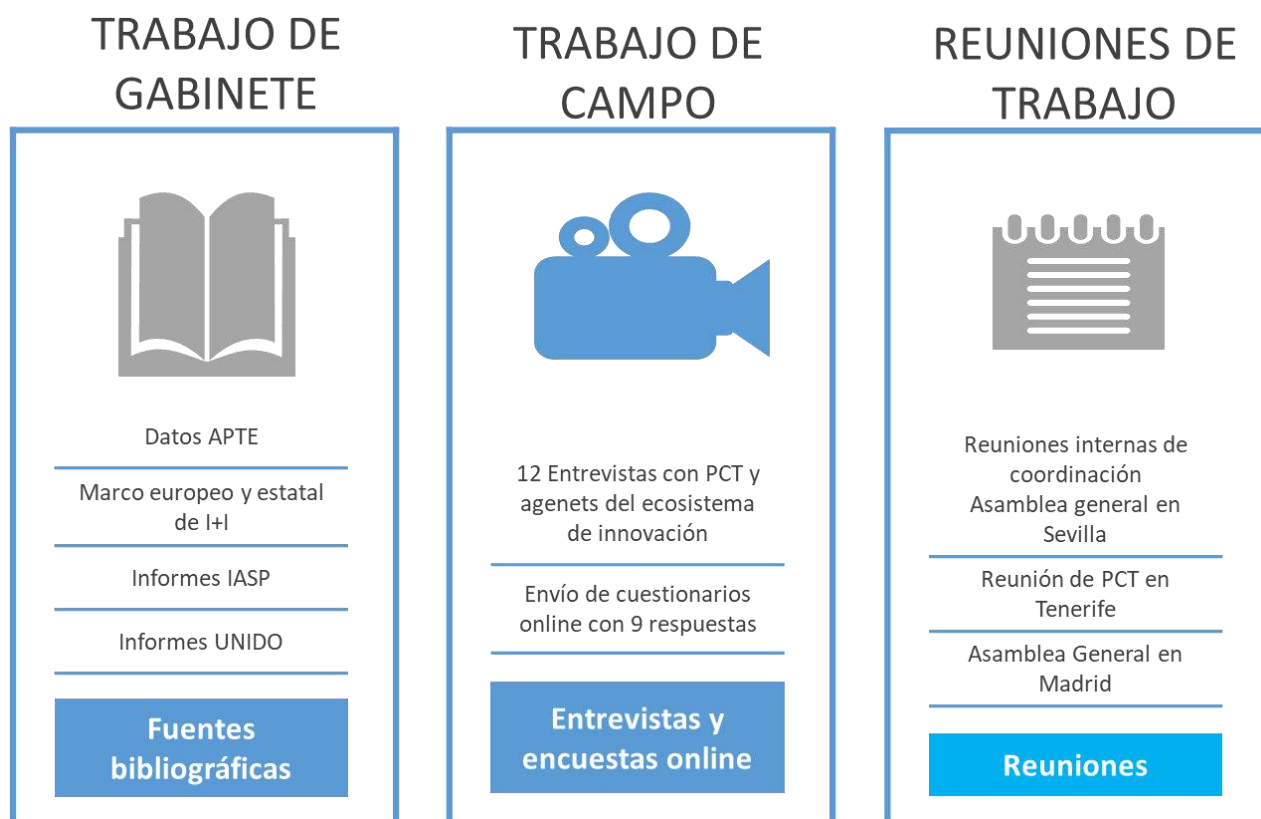 TRABAJO DE
GABINETE
Datos APTE
Marco europeo y estatal
de I+I
Informes IASP
Informes UNIDO
Fuentes
bibliográficas
TRABAJO DE
CAMPO
12 Entrevistas con PCT y
agenets del ecosistema
de innovación
Envío de cuestionarios
online con 9 respuestas
Entrevistas y
encuestas online
REUNIONES DE
TRABAJO
Reuniones internas de
coordinación
Asamblea general en
Sevilla
Reunión de PCT en
Tenerife
Asamblea General en
Madrid
Reuniones